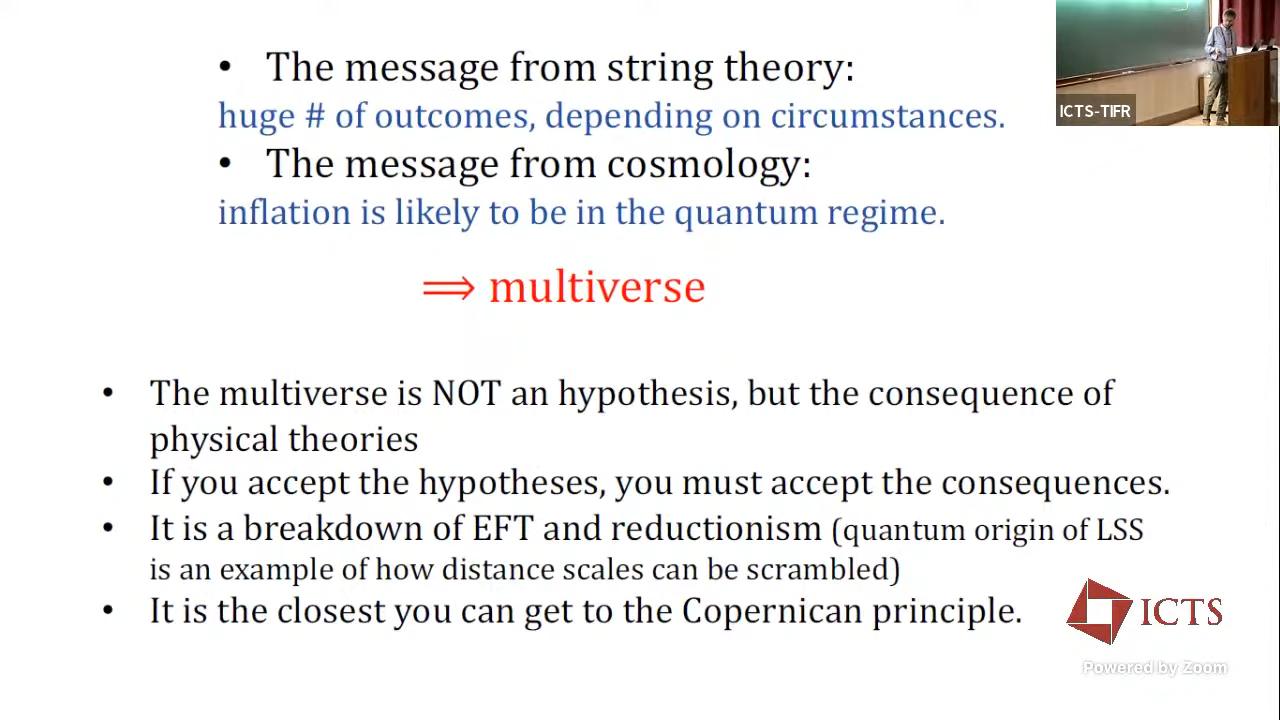 • The message from string theory:
huge # of outcomes, depending on circumstances.
• The message from cosmology:
inflation is likely to be in the quantum regime.
⟹ multiverse
• The multiverse is NOT an hypothesis, but the consequence of
physical theories
• If you accept the hypotheses, you must accept the consequences.
• It is a breakdown of EFT and reductionism (quantum origin of LSS
is an example of how distance scales can be scrambled)
• It is the closest you can get to the Copernican principle.
ICTS-TIFR
ICTS
Powered by Zoom